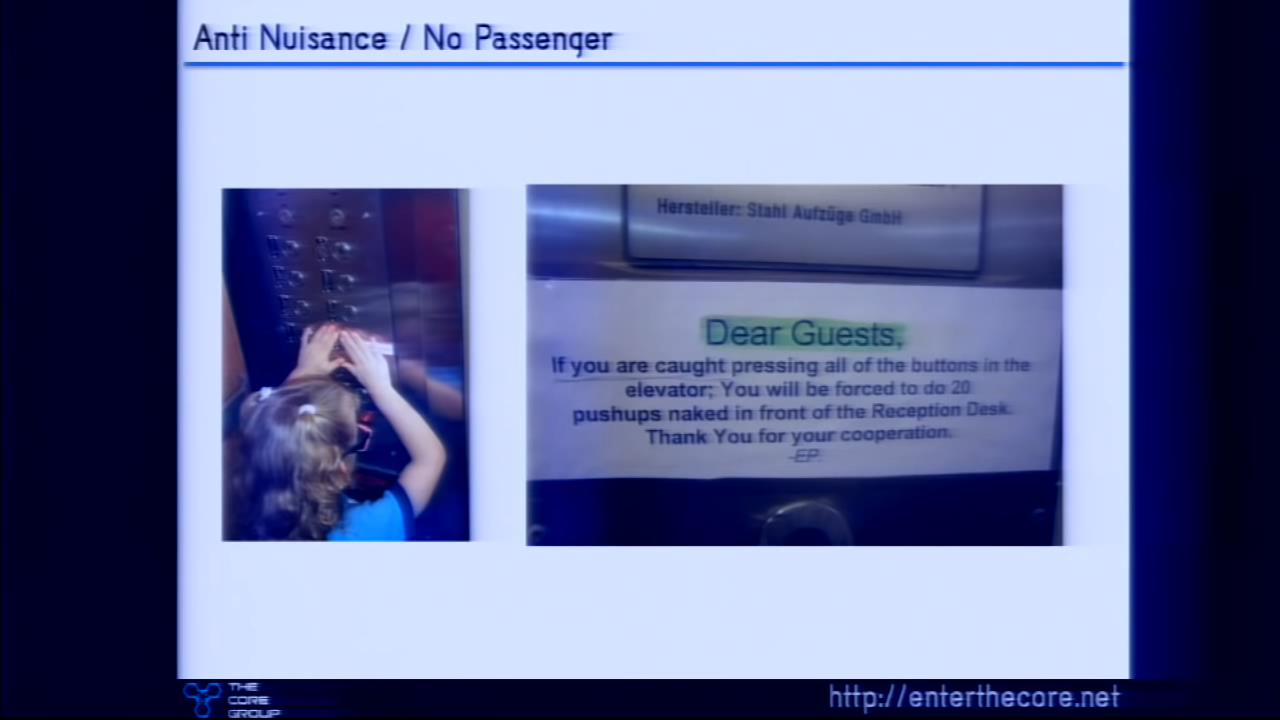 Anti Nuisance / No Passenger
Hersteller: Stahl Aufzüge GmbH
Dear Guests,
If you are caught pressing all of the buttons in the
elevator; You will be forced to do 20
pushups naked in front of the Reception Desk.
Thank You for your cooperation.
-EP.
THE
CORE
GROUP
http://enterthecore.net